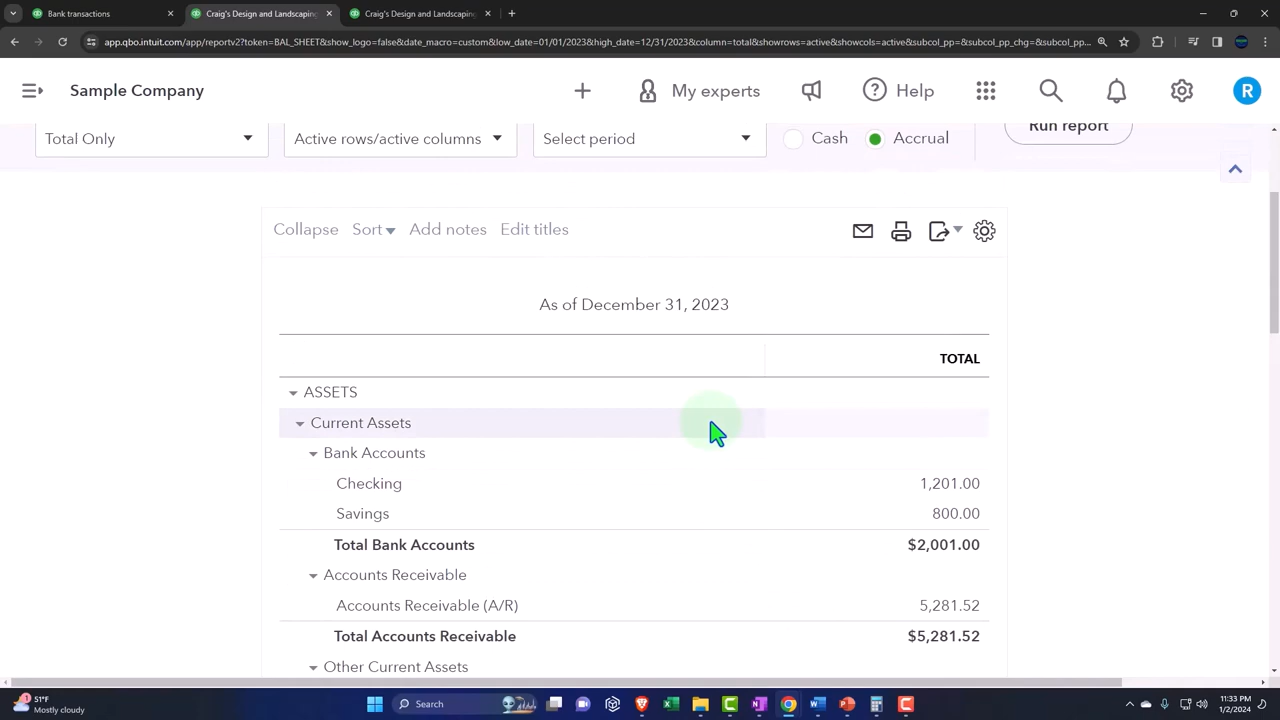 Bank transactions
Craig's Design and Landscaping
Craig's Design and Landscaping
app.qbo.intuit.com/app/reportv2?token=BAL_SHEET&show_logo=false&date_macro=custom&low_date=01/01/2023&high_date=12/31/2023&column=total&showrows=active&showcols=active&subcol_pp=&subcol_pp_chg=&subcol_pp...
Sample Company
My experts
Help
R
Total Only
Active rows/active columns
Select period
Cash
Accrual
Run report
Collapse
Sort
Add notes
Edit titles
As of December 31, 2023
TOTAL
ASSETS
Current Assets
Bank Accounts
Checking 1,201.00
Savings 800.00
Total Bank Accounts $2,001.00
Accounts Receivable
Accounts Receivable (A/R) 5,281.52
Total Accounts Receivable $5,281.52
Other Current Assets
1
51°F
Mostly cloudy
Search
11:33 PM
1/2/2024